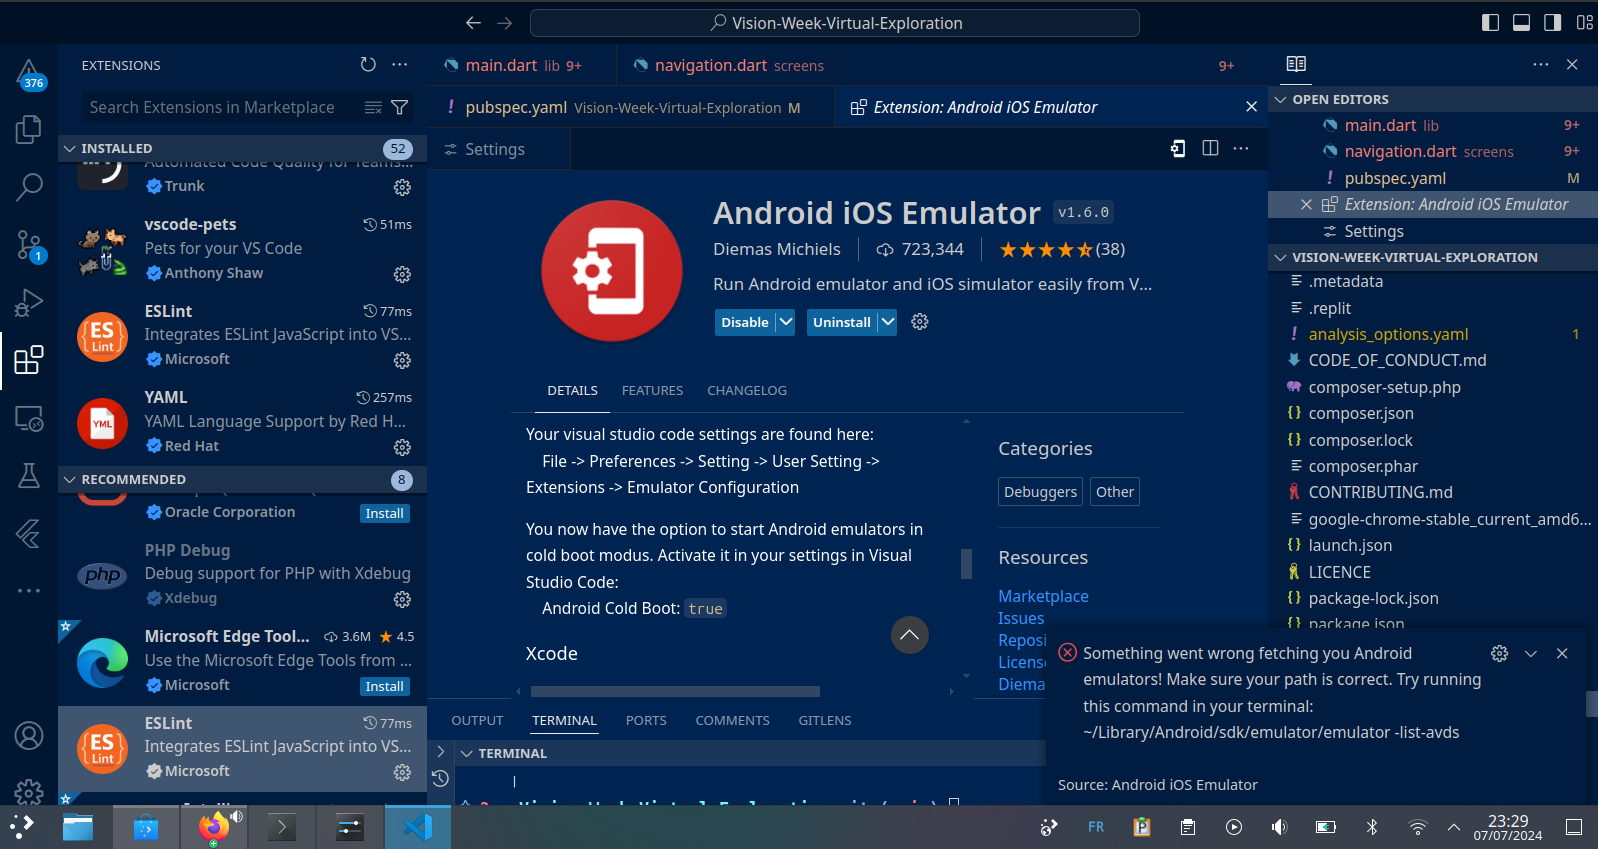 Vision-Week-Virtual-Exploration
376
1
EXTENSIONS
Search Extensions in Marketplace
INSTALLED
52
Automated Code Quality for Teams...
Trunk
vscode-pets
51ms
Pets for your VS Code
Anthony Shaw
ESLint
77ms
Integrates ESLint JavaScript into VS...
Microsoft
YAML
257ms
YAML Language Support by Red H...
Red Hat
RECOMMENDED
8
Oracle Corporation
Install
PHP Debug
Debug support for PHP with Xdebug
Xdebug
Microsoft Edge Tool...
3.6M
4.5
Use the Microsoft Edge Tools from ...
Microsoft
Install
ESLint
77ms
Integrates ESLint JavaScript into VS...
Microsoft
ES
Lint
YML
php
ES
Lint
main.dart lib 9+
navigation.dart screens 9+
pubspec.yaml Vision-Week-Virtual-Exploration M
Extension: Android iOS Emulator
Settings
Android iOS Emulator v1.6.0
Diemas Michiels
723,344
(38)
Run Android emulator and iOS simulator easily from V...
Disable
Uninstall
DETAILS
FEATURES
CHANGELOG
Your visual studio code settings are found here:
File -> Preferences -> Setting -> User Setting ->
Extensions -> Emulator Configuration
You now have the option to start Android emulators in
cold boot modus. Activate it in your settings in Visual
Studio Code:
Android Cold Boot: true
Xcode
Categories
Debuggers
Other
Resources
Marketplace
Issues
Reposi
License
Diema
OUTPUT
TERMINAL
PORTS
COMMENTS
GITLENS
TERMINAL
OPEN EDITORS
main.dart lib 9+
navigation.dart screens 9+
pubspec.yaml M
Extension: Android iOS Emulator
Settings
VISION-WEEK-VIRTUAL-EXPLORATION
.metadata
.replit
analysis_options.yaml 1
CODE_OF_CONDUCT.md
composer-setup.php
composer.json
composer.lock
composer.phar
CONTRIBUTING.md
google-chrome-stable_current_amd6...
launch.json
LICENCE
package-lock.json
package.json
Something went wrong fetching you Android
emulators! Make sure your path is correct. Try running
this command in your terminal:
~/Library/Android/sdk/emulator/emulator -list-avds
Source: Android iOS Emulator
FR
23:29
07/07/2024